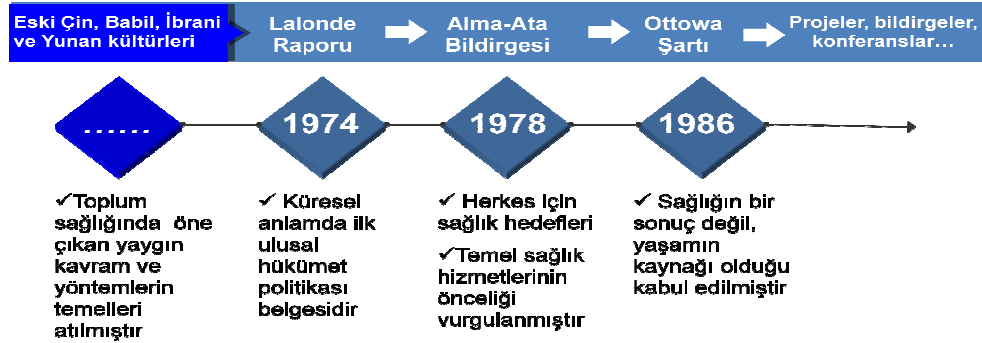 Eski Çin, Babil, İbrani
ve Yunan kültürleri
Lalonde
Raporu
Alma-Ata
Bildirgesi
Ottowa
Şartı
Projeler, bildirgeler,
konferanslar…
……
1974
1978
1986
✓Toplum
sağlığında öne
çıkan yaygın
kavram ve
yöntemlerin
temelleri
atılmıştır
✓ Küresel
anlamda ilk
ulusal
hükümet
politikası
belgesidir
✓ Herkes için
sağlık hedefleri
✓Temel sağlık
hizmetlerinin
önceliği
vurgulanmıştır
✓ Sağlığın bir
sonuç değil,
yaşamın
kaynağı olduğu
kabul edilmiştir